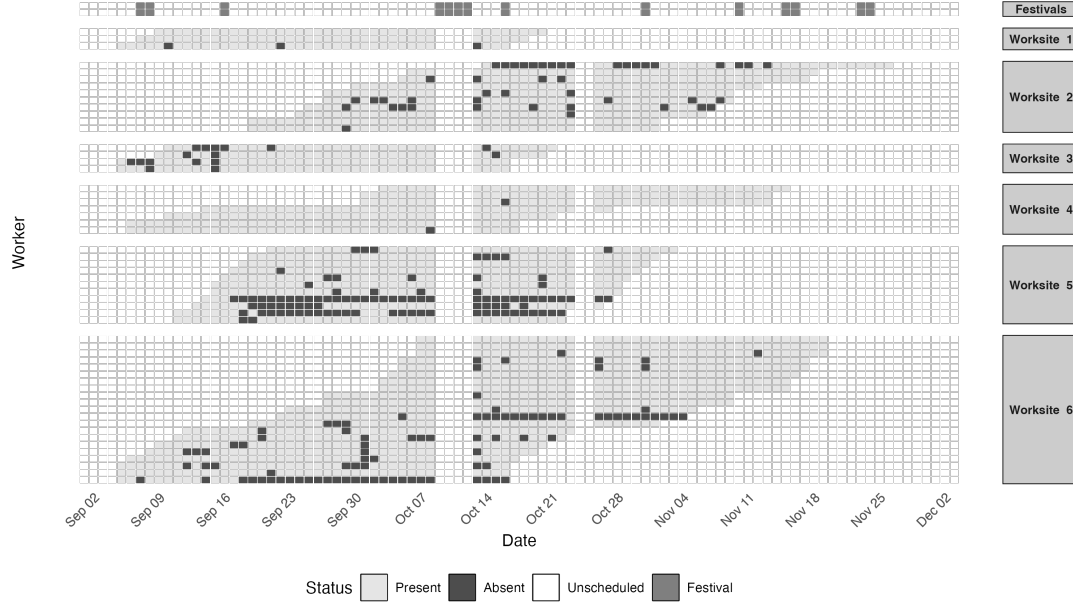 Festivals
Worksite 1
Worksite 2
Worksite 3
Worksite 4
Worksite 5
Worksite 6
Worker
Sep 02
Sep 09
Sep 16
Sep 23
Sep 30
Oct 07
Oct 14
Oct 21
Oct 28
Nov 04
Nov 11
Nov 18
Nov 25
Dec 02
Date
Status Present Absent Unscheduled Festival